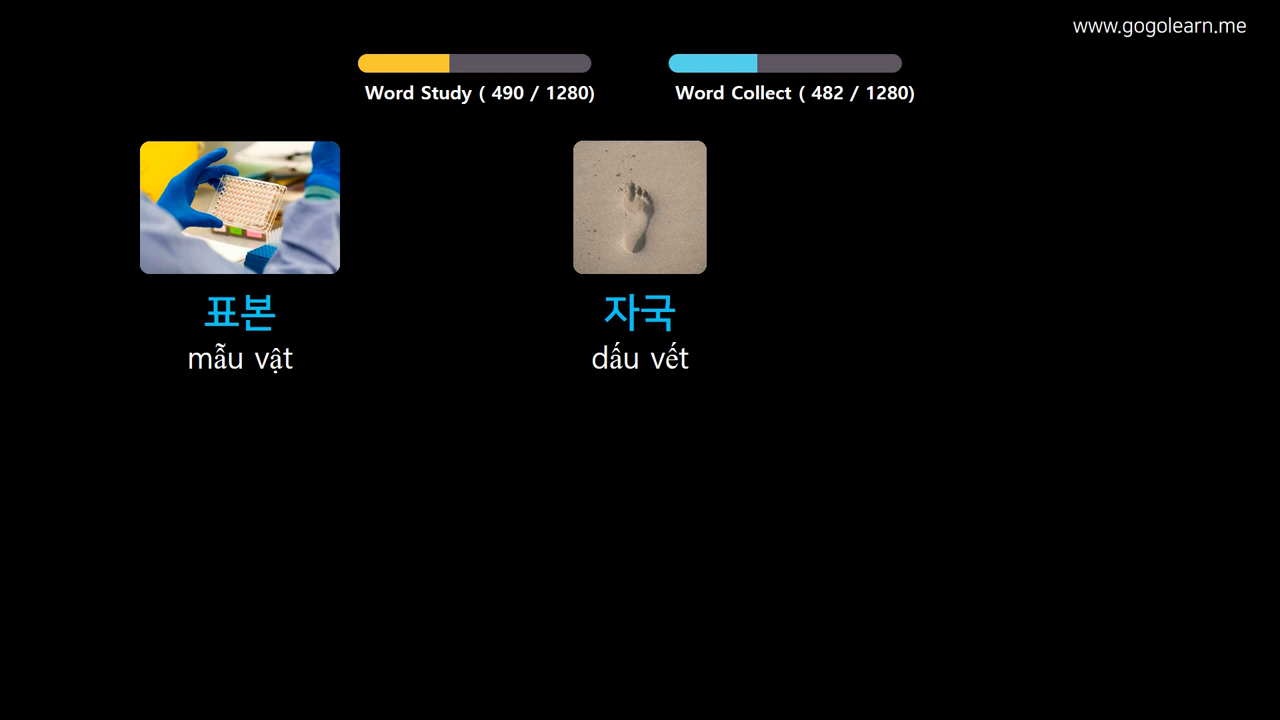 www.gogolearn.me
Word Study ( 490 / 1280)
Word Collect ( 482 / 1280)
표본
mẫu vật
자국
dấu vết